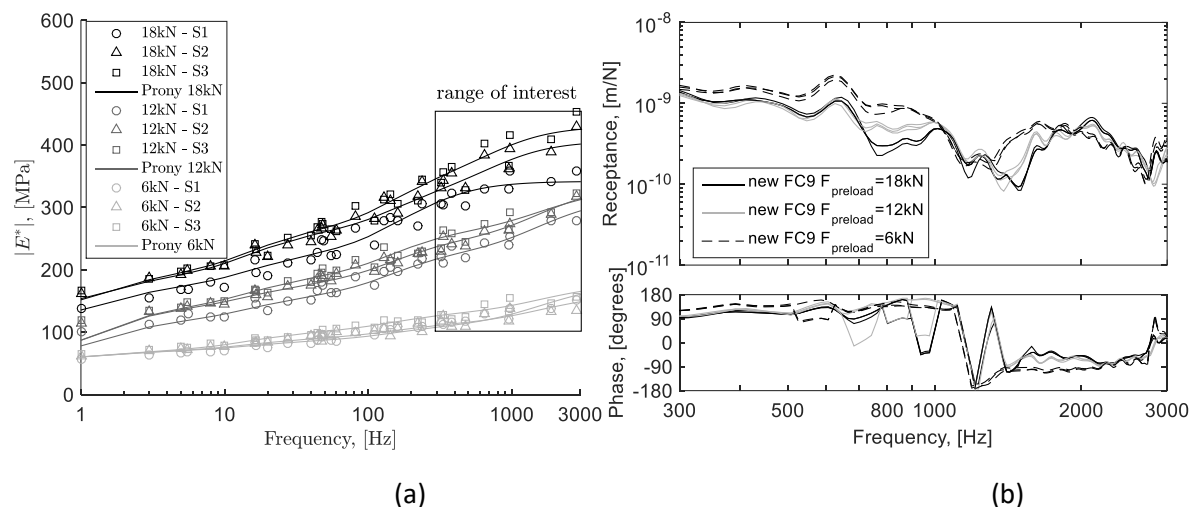 600
500
400
300
200
100
0
|E*|, [MPa]
18kN - S1
18kN - S2
18kN - S3
Prony 18kN
12kN - S1
12kN - S2
12kN - S3
Prony 12kN
6kN - S1
6kN - S2
6kN - S3
Prony 6kN
range of interest
1 10 100 1000 3000
Frequency, [Hz]
(a)
10-8
10-9
10-10
10-11
Receptance, [m/N]
new FC9 Fpreload=18kN
new FC9 Fpreload=12kN
new FC9 Fpreload=6kN
180
90
0
-90
-180
Phase, [degrees]
300 500 800 1000 2000 3000
Frequency, [Hz]
(b)